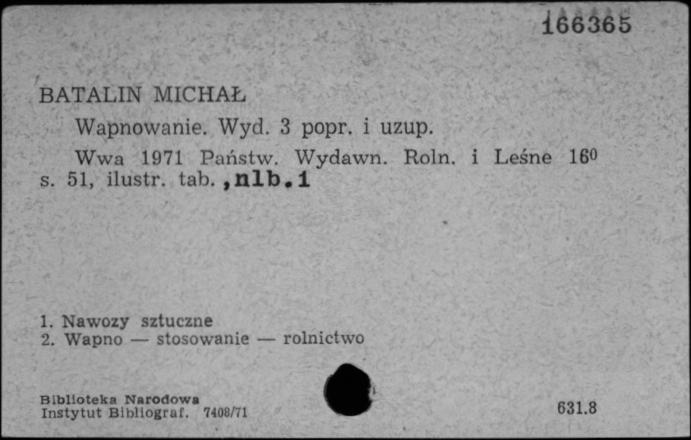 166365
BATALIN MICHAŁ
Wapnowanie. Wyd. 3 popr. i uzup.
Wwa 1971 Państw. Wydawn. Roln. i Leśne 16⁰
s. 51, ilustr. tab. , nlb. 1
1. Nawozy sztuczne
2. Wapno — stosowanie — rolnictwo
Biblioteka Narodowa
Instytut Bibliograf. 7408/71
631.8